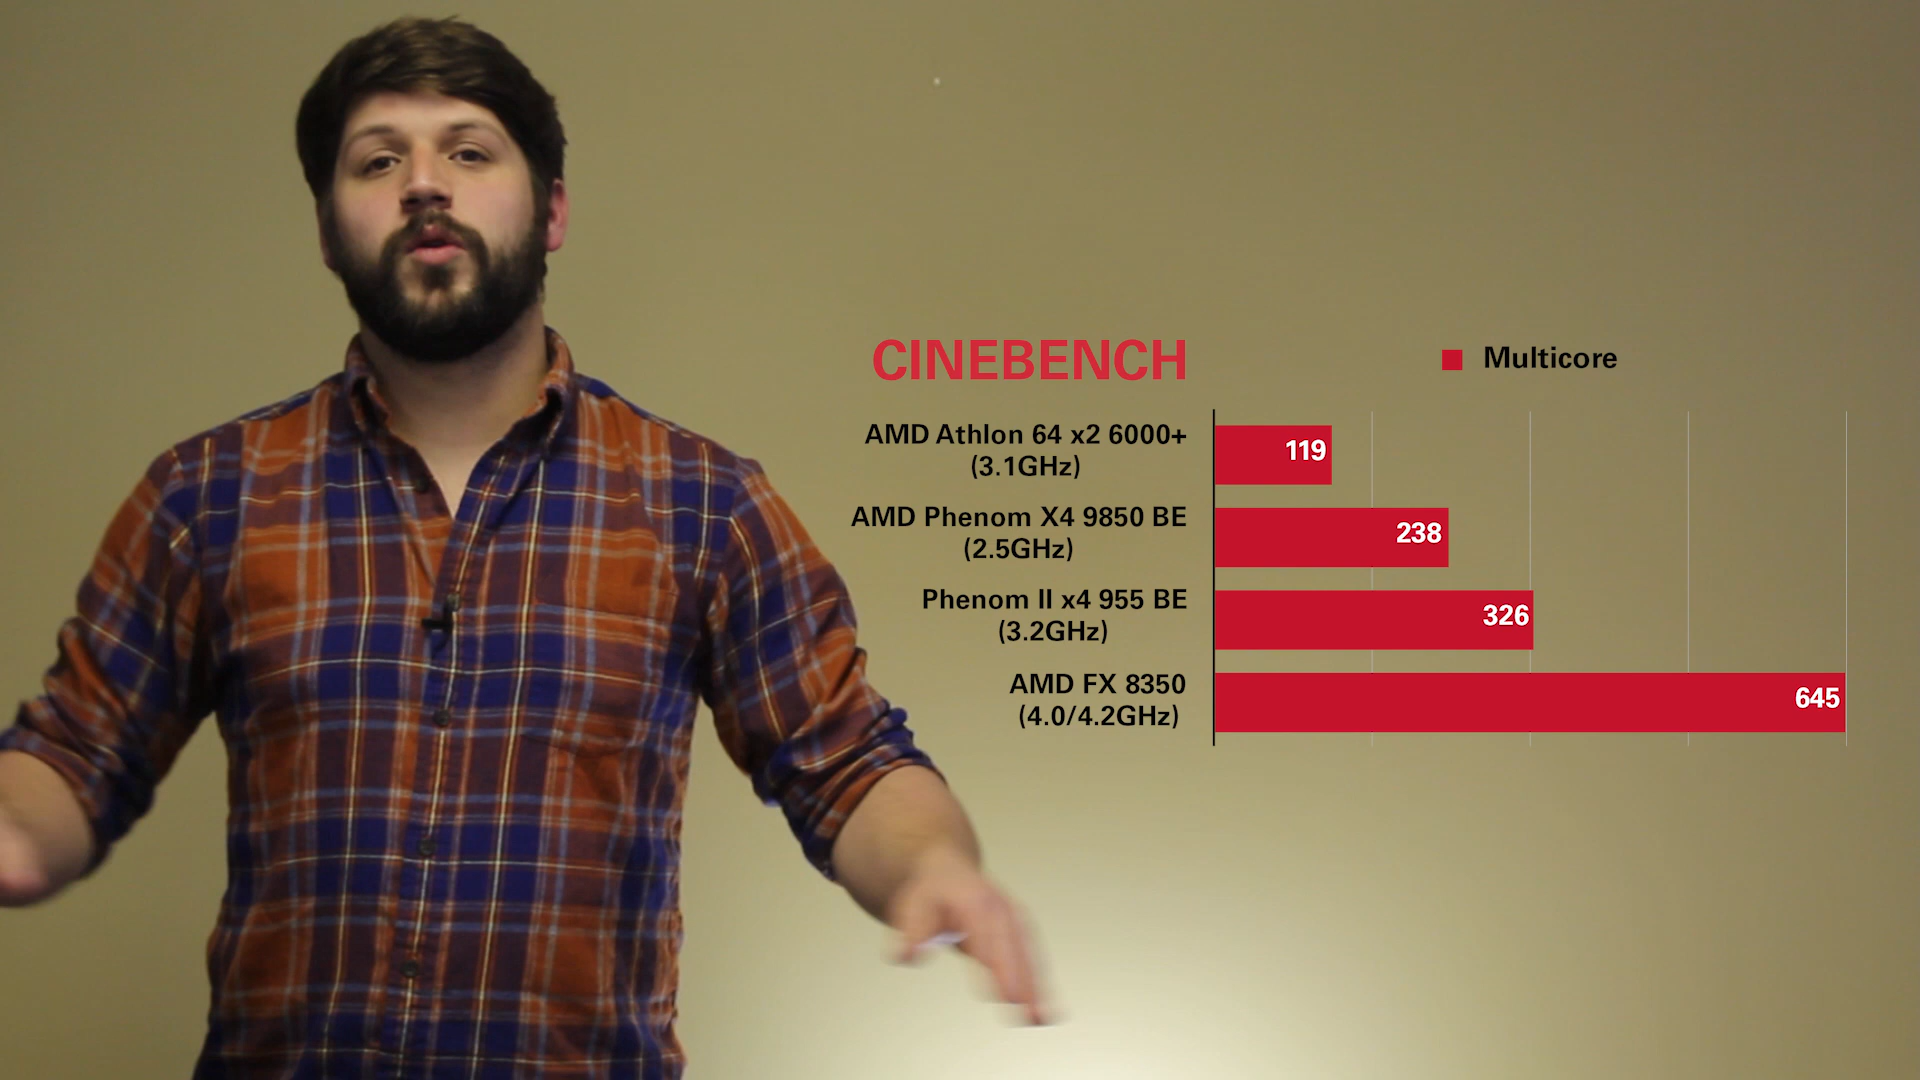 CINEBENCH
Multicore
AMD Athlon 64 x2 6000+
(3.1GHz)
119
AMD Phenom X4 9850 BE
(2.5GHz)
238
Phenom II x4 955 BE
(3.2GHz)
326
AMD FX 8350
(4.0/4.2GHz)
645